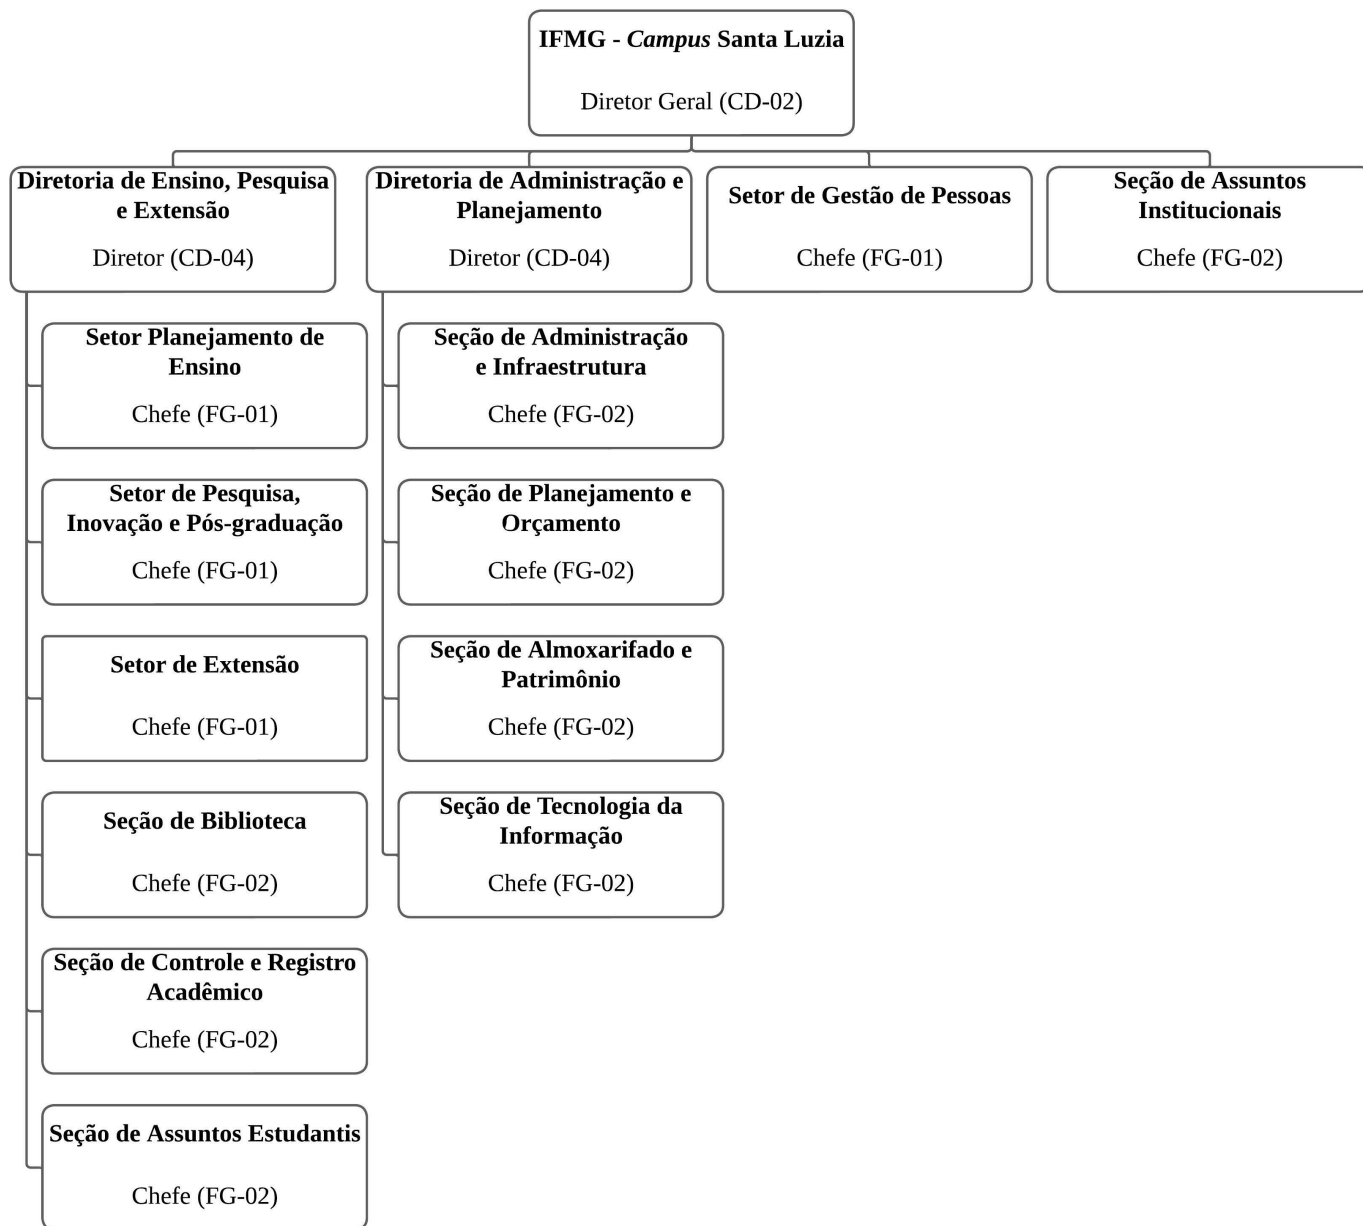 IFMG - Campus Santa Luzia
Diretor Geral (CD-02)
Diretoria de Ensino, Pesquisa
e Extensão
Diretor (CD-04)
Diretoria de Administração e
Planejamento
Diretor (CD-04)
Setor de Gestão de Pessoas
Chefe (FG-01)
Seção de Assuntos
Institucionais
Chefe (FG-02)
Setor Planejamento de
Ensino
Chefe (FG-01)
Setor de Pesquisa,
Inovação e Pós-graduação
Chefe (FG-01)
Setor de Extensão
Chefe (FG-01)
Seção de Biblioteca
Chefe (FG-02)
Seção de Controle e Registro
Acadêmico
Chefe (FG-02)
Seção de Assuntos Estudantis
Chefe (FG-02)
Seção de Administração
e Infraestrutura
Chefe (FG-02)
Seção de Planejamento e
Orçamento
Chefe (FG-02)
Seção de Almoxarifado e
Patrimônio
Chefe (FG-02)
Seção de Tecnologia da
Informação
Chefe (FG-02)